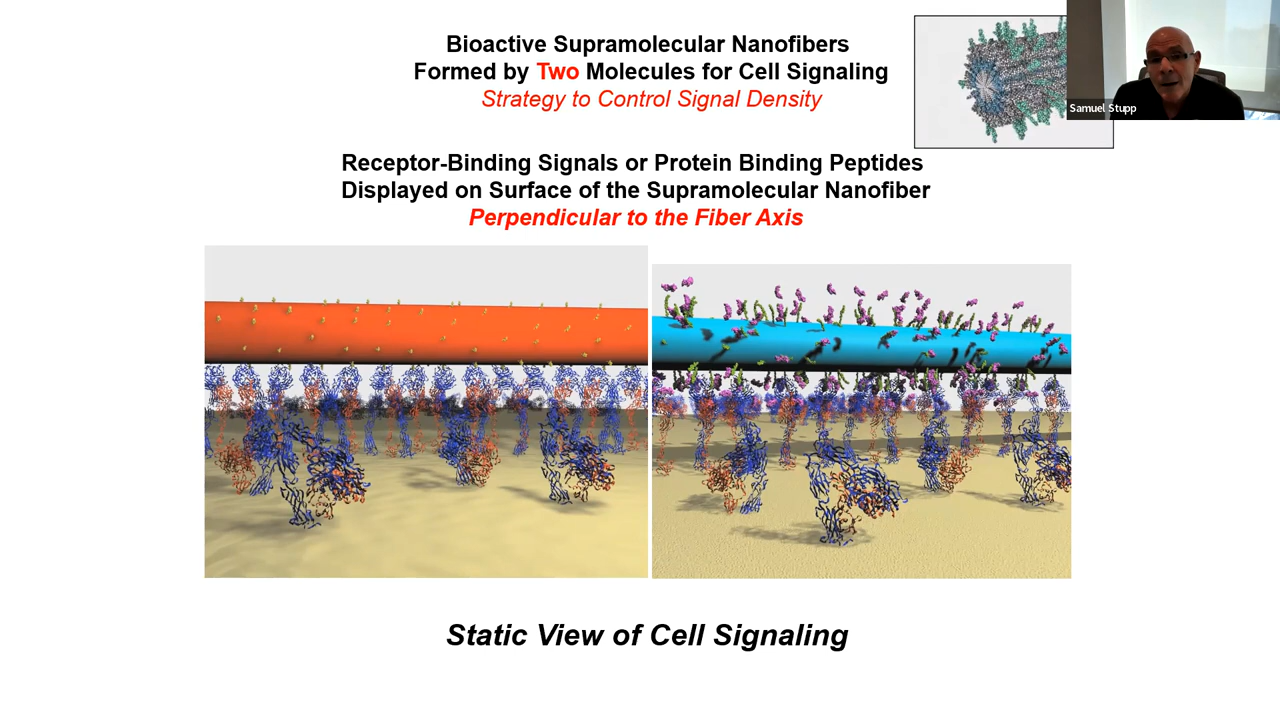 Bioactive Supramolecular Nanofibers
Formed by Two Molecules for Cell Signaling
Strategy to Control Signal Density
Samuel Stupp
Receptor-Binding Signals or Protein Binding Peptides
Displayed on Surface of the Supramolecular Nanofiber
Perpendicular to the Fiber Axis
Static View of Cell Signaling